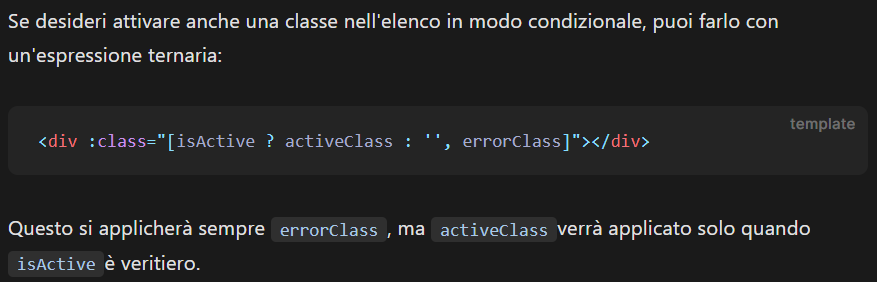 Se desideri attivare anche una classe nell'elenco in modo condizionale, puoi farlo con
un'espressione ternaria:
template
<div :class="[isActive ? activeClass : '', errorClass]"></div>
Questo si applicherà sempre errorClass, ma activeClass verrà applicato solo quando
isActive è veritiero.